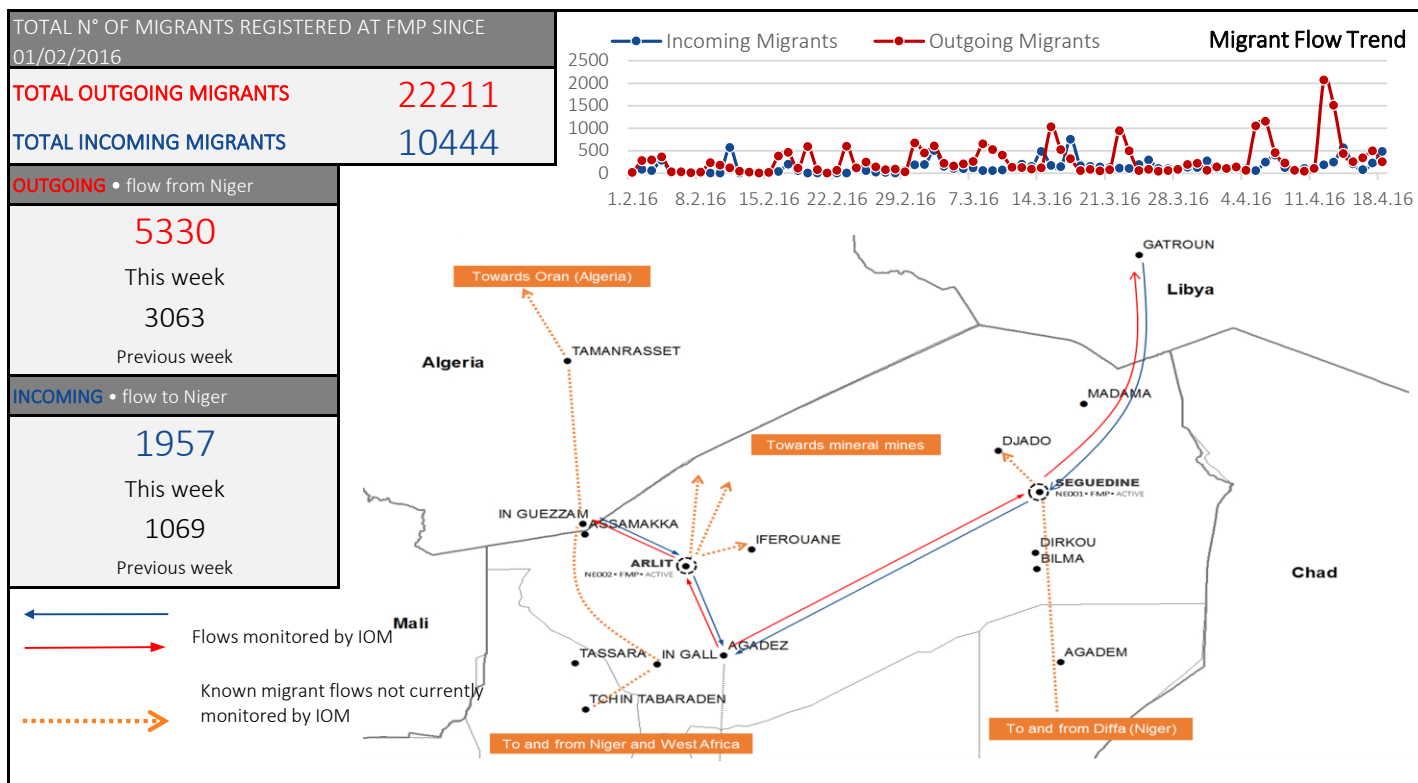 TOTAL N° OF MIGRANTS REGISTERED AT FMP SINCE
01/02/2016
TOTAL OUTGOING MIGRANTS 22211
TOTAL INCOMING MIGRANTS 10444
OUTGOING • flow from Niger
5330
This week
3063
Previous week
INCOMING • flow to Niger
1957
This week
1069
Previous week
Flows monitored by IOM
Known migrant flows not currently
monitored by IOM
Incoming Migrants Outgoing Migrants Migrant Flow Trend
2500
2000
1500
1000
500
0
1.2.16 8.2.16 15.2.16 22.2.16 29.2.16 7.3.16 14.3.16 21.3.16 28.3.16 4.4.16 11.4.16 18.4.16
GATROUN
Towards Oran (Algeria)
Libya
TAMANRASSET
Algeria
MADAMA
Towards mineral mines
DJADO
SEGUEDINE
NE001 • FMP • ACTIVE
IN GUEZZAM
ASSAMAKKA
IFEROUANE
DIRKOU
BILMA
ARLIT
NE002 • FMP • ACTIVE
Chad
Mali
AGADEZ
TASSARA
IN GALL
AGADEM
TCHIN TABARADEN
To and from Diffa (Niger)
To and from Niger and West Africa